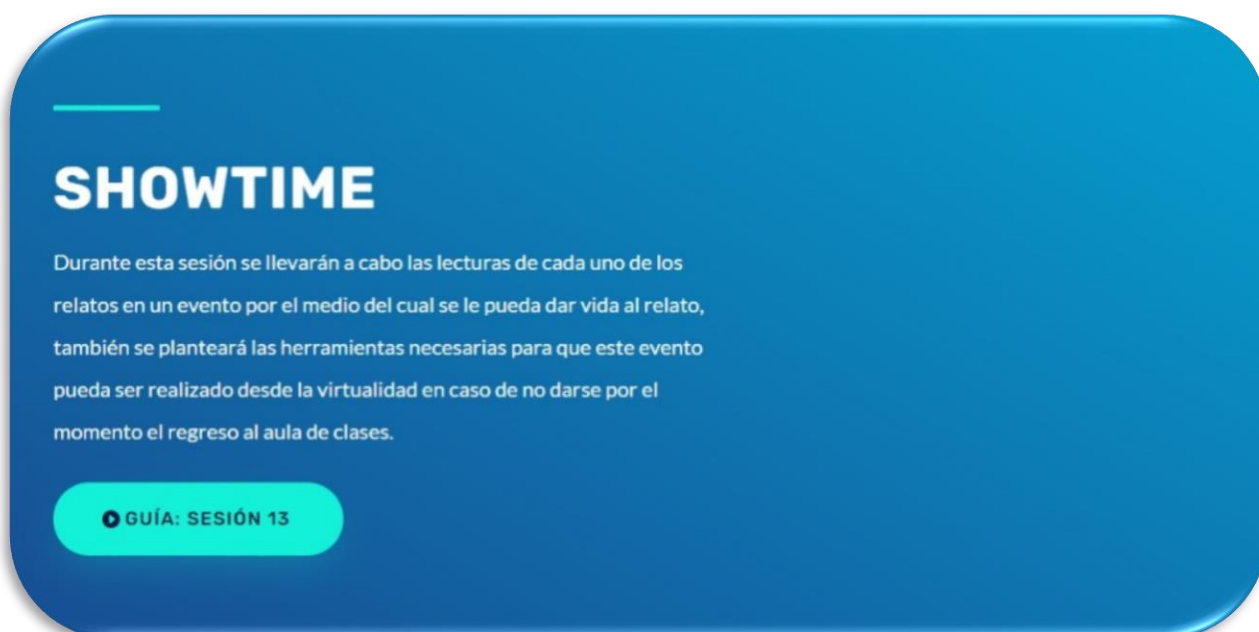 SHOWTIME
Durante esta sesión se llevarán a cabo las lecturas de cada uno de los
relatos en un evento por el medio del cual se le pueda dar vida al relato,
también se planteará las herramientas necesarias para que este evento
pueda ser realizado desde la virtualidad en caso de no darse por el
momento el regreso al aula de clases.
GUÍA: SESIÓN 13